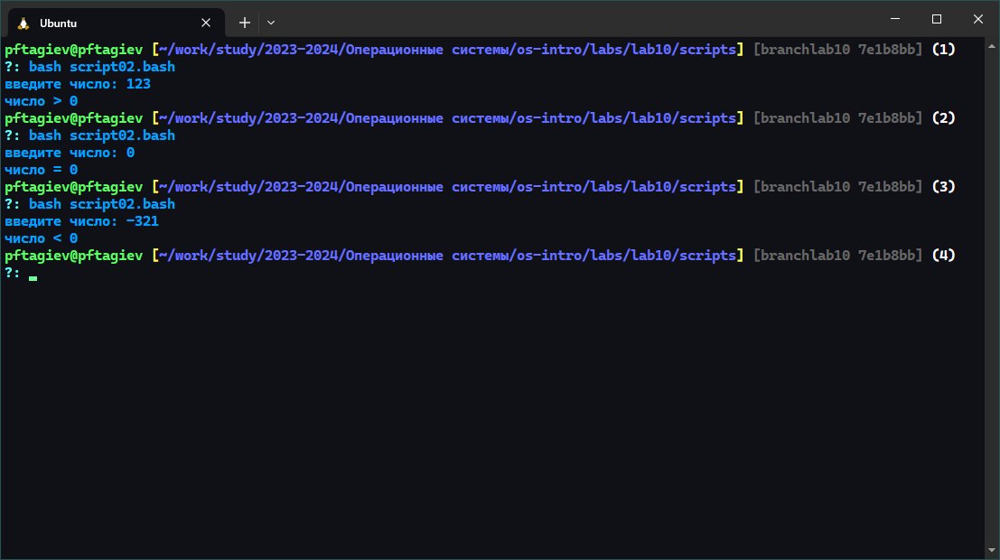 Ubuntu
pftagiev@pftagiev [~/work/study/2023-2024/Операционные системы/os-intro/labs/lab10/scripts] [branchlab10 7e1b8bb] (1)
?: bash script02.bash
введите число: 123
число > 0
pftagiev@pftagiev [~/work/study/2023-2024/Операционные системы/os-intro/labs/lab10/scripts] [branchlab10 7e1b8bb] (2)
?: bash script02.bash
введите число: 0
число = 0
pftagiev@pftagiev [~/work/study/2023-2024/Операционные системы/os-intro/labs/lab10/scripts] [branchlab10 7e1b8bb] (3)
?: bash script02.bash
введите число: -321
число < 0
pftagiev@pftagiev [~/work/study/2023-2024/Операционные системы/os-intro/labs/lab10/scripts] [branchlab10 7e1b8bb] (4)
?: